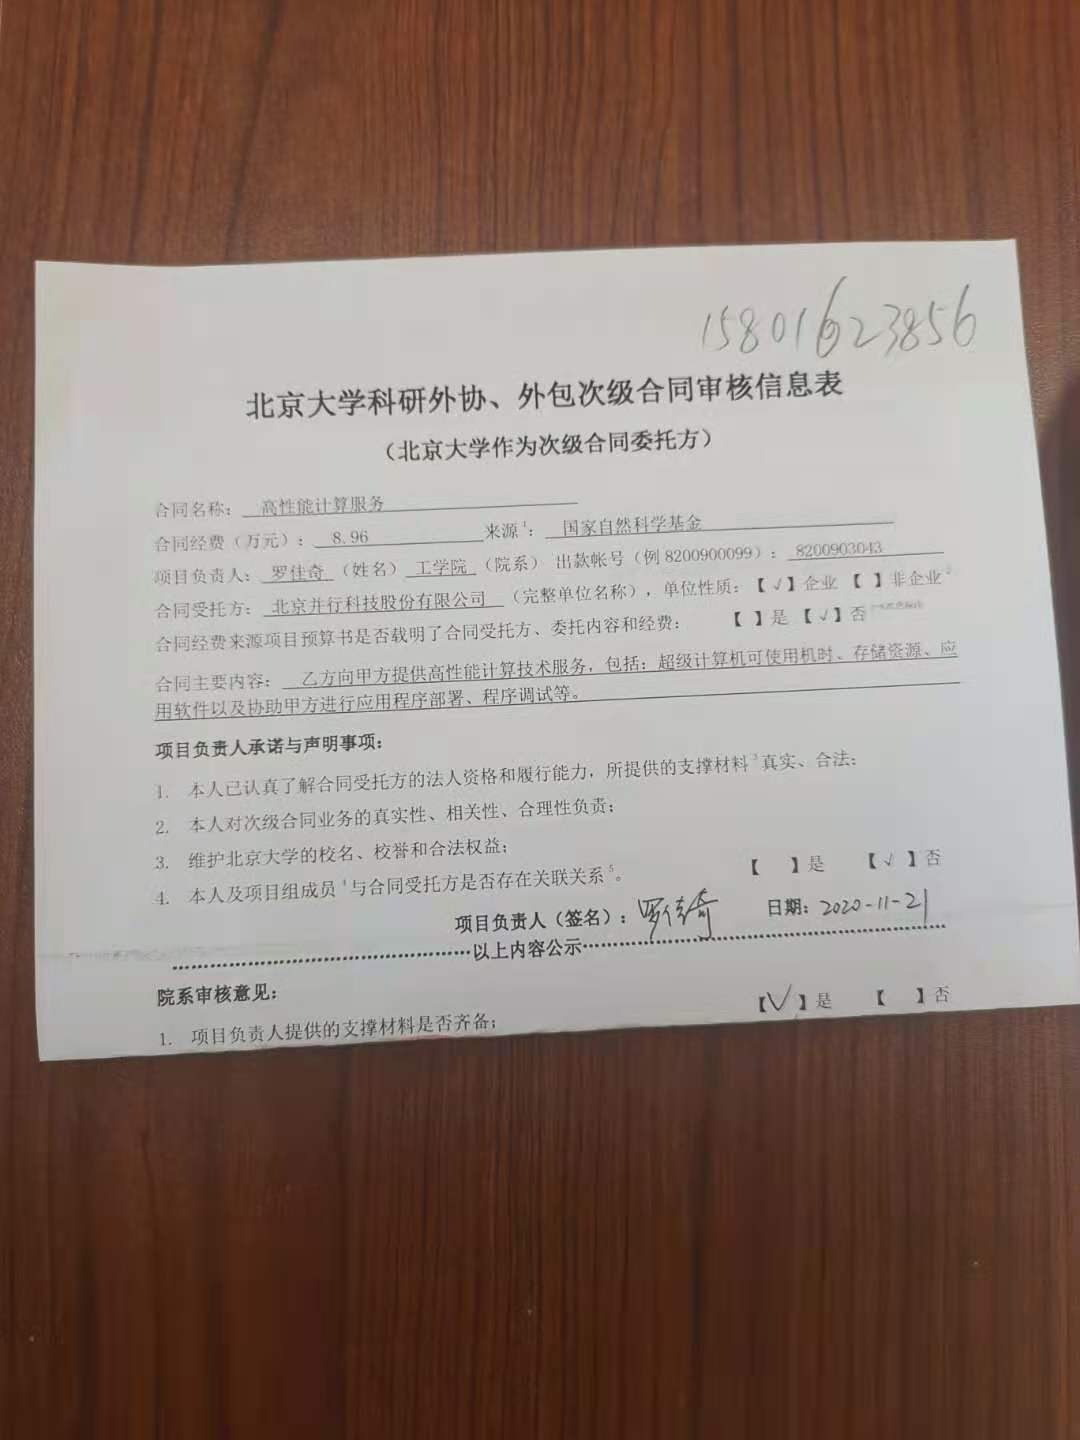 15801623856
北京大学科研外协、外包次级合同审核信息表
（北京大学作为次级合同委托方）
合同名称： 高性能计算服务
合同经费（万元）： 8.96 来源1： 国家自然科学基金
项目负责人： 罗佳奇 （姓名） 工学院 （院系） 出款帐号（例 8200900099）： 8200903043
合同受托方： 北京并行科技股份有限公司 （完整单位名称），单位性质：【 √ 】企业 【 】非企业2
合同经费来源项目预算书是否载明了合同受托方、委托内容和经费： 【 】是 【 √ 】否
合同主要内容： 乙方向甲方提供高性能计算技术服务，包括：超级计算机可使用机时、存储资源、应
用软件以及协助甲方进行应用程序部署、程序调试等。
项目负责人承诺与声明事项：
1. 本人已认真了解合同受托方的法人资格和履行能力，所提供的支撑材料3真实、合法；
2. 本人对次级合同业务的真实性、相关性、合理性负责；
3. 维护北京大学的校名、校誉和合法权益；
4. 本人及项目组成员4与合同受托方是否存在关联关系5。 【 】是 【 √ 】否
项目负责人（签名）：罗佳奇 日期：2020-11-21
以上内容公示
院系审核意见：
1. 项目负责人提供的支撑材料是否齐备； 【√】是 【 】否